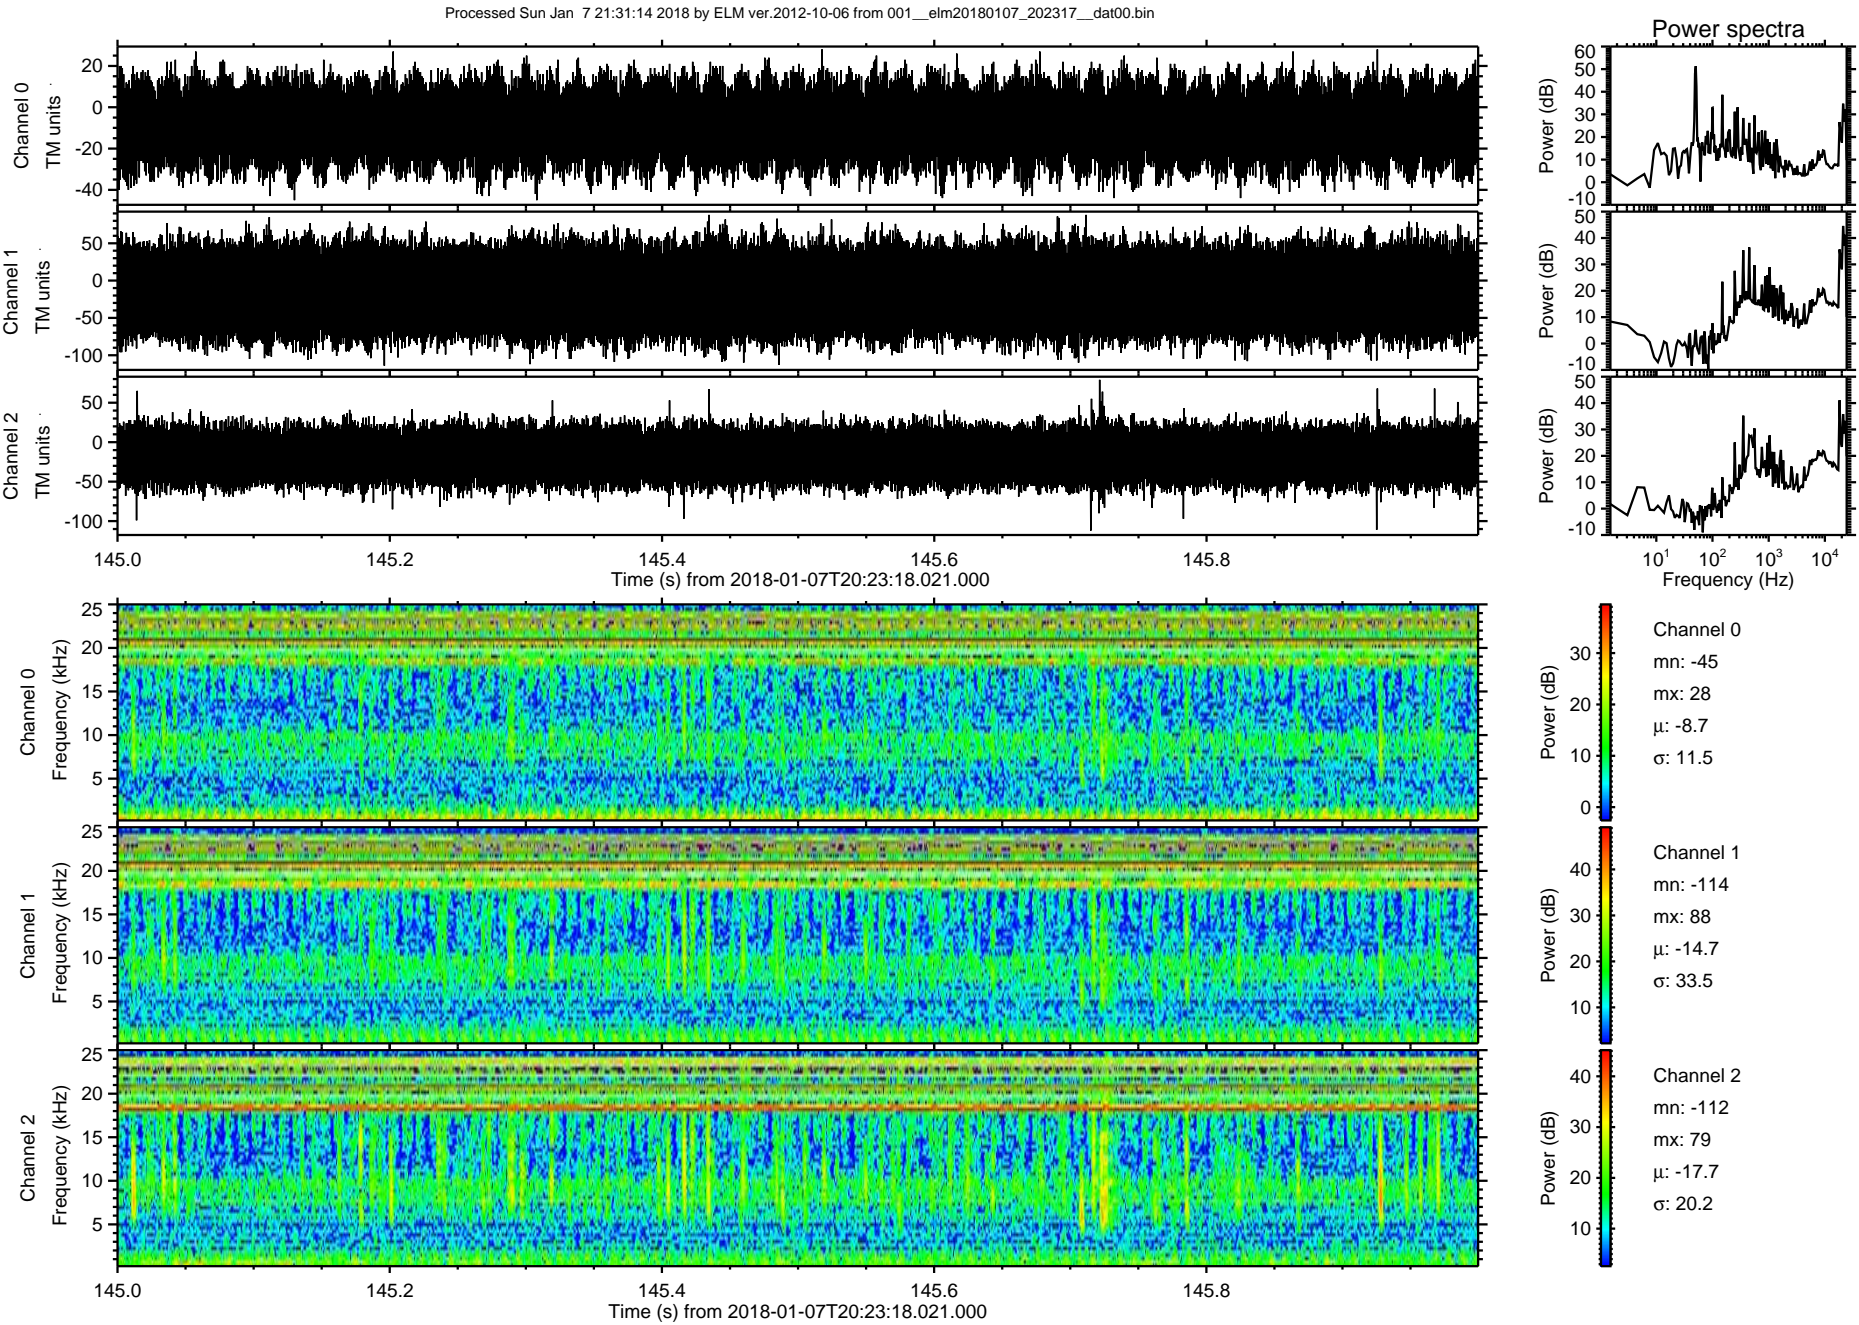 Processed Sun Jan  7 21:31:14 2018 by ELM ver.2012-10-06 from 001__elm20180107_202317__dat00.bin
Power spectra
Channel 0
TM units
20
0
-20
-40
Power (dB)
60
50
40
30
20
10
0
-10
Channel 1
TM units
50
0
-50
-100
Power (dB)
50
40
30
20
10
0
-10
Channel 2
TM units
50
0
-50
-100
Power (dB)
50
40
30
20
10
0
-10
145.0 145.2 145.4 145.6 145.8
Time (s) from 2018-01-07T20:23:18.021.000
10^1 10^2 10^3 10^4
Frequency (Hz)
Channel 0
Frequency (kHz)
25
20
15
10
5
Power (dB)
30
20
10
0
Channel 0
mn: -45
mx: 28
μ: -8.7
σ: 11.5
Channel 1
Frequency (kHz)
25
20
15
10
5
Power (dB)
40
30
20
10
Channel 1
mn: -114
mx: 88
μ: -14.7
σ: 33.5
Channel 2
Frequency (kHz)
25
20
15
10
5
Power (dB)
40
30
20
10
Channel 2
mn: -112
mx: 79
μ: -17.7
σ: 20.2
145.0 145.2 145.4 145.6 145.8
Time (s) from 2018-01-07T20:23:18.021.000